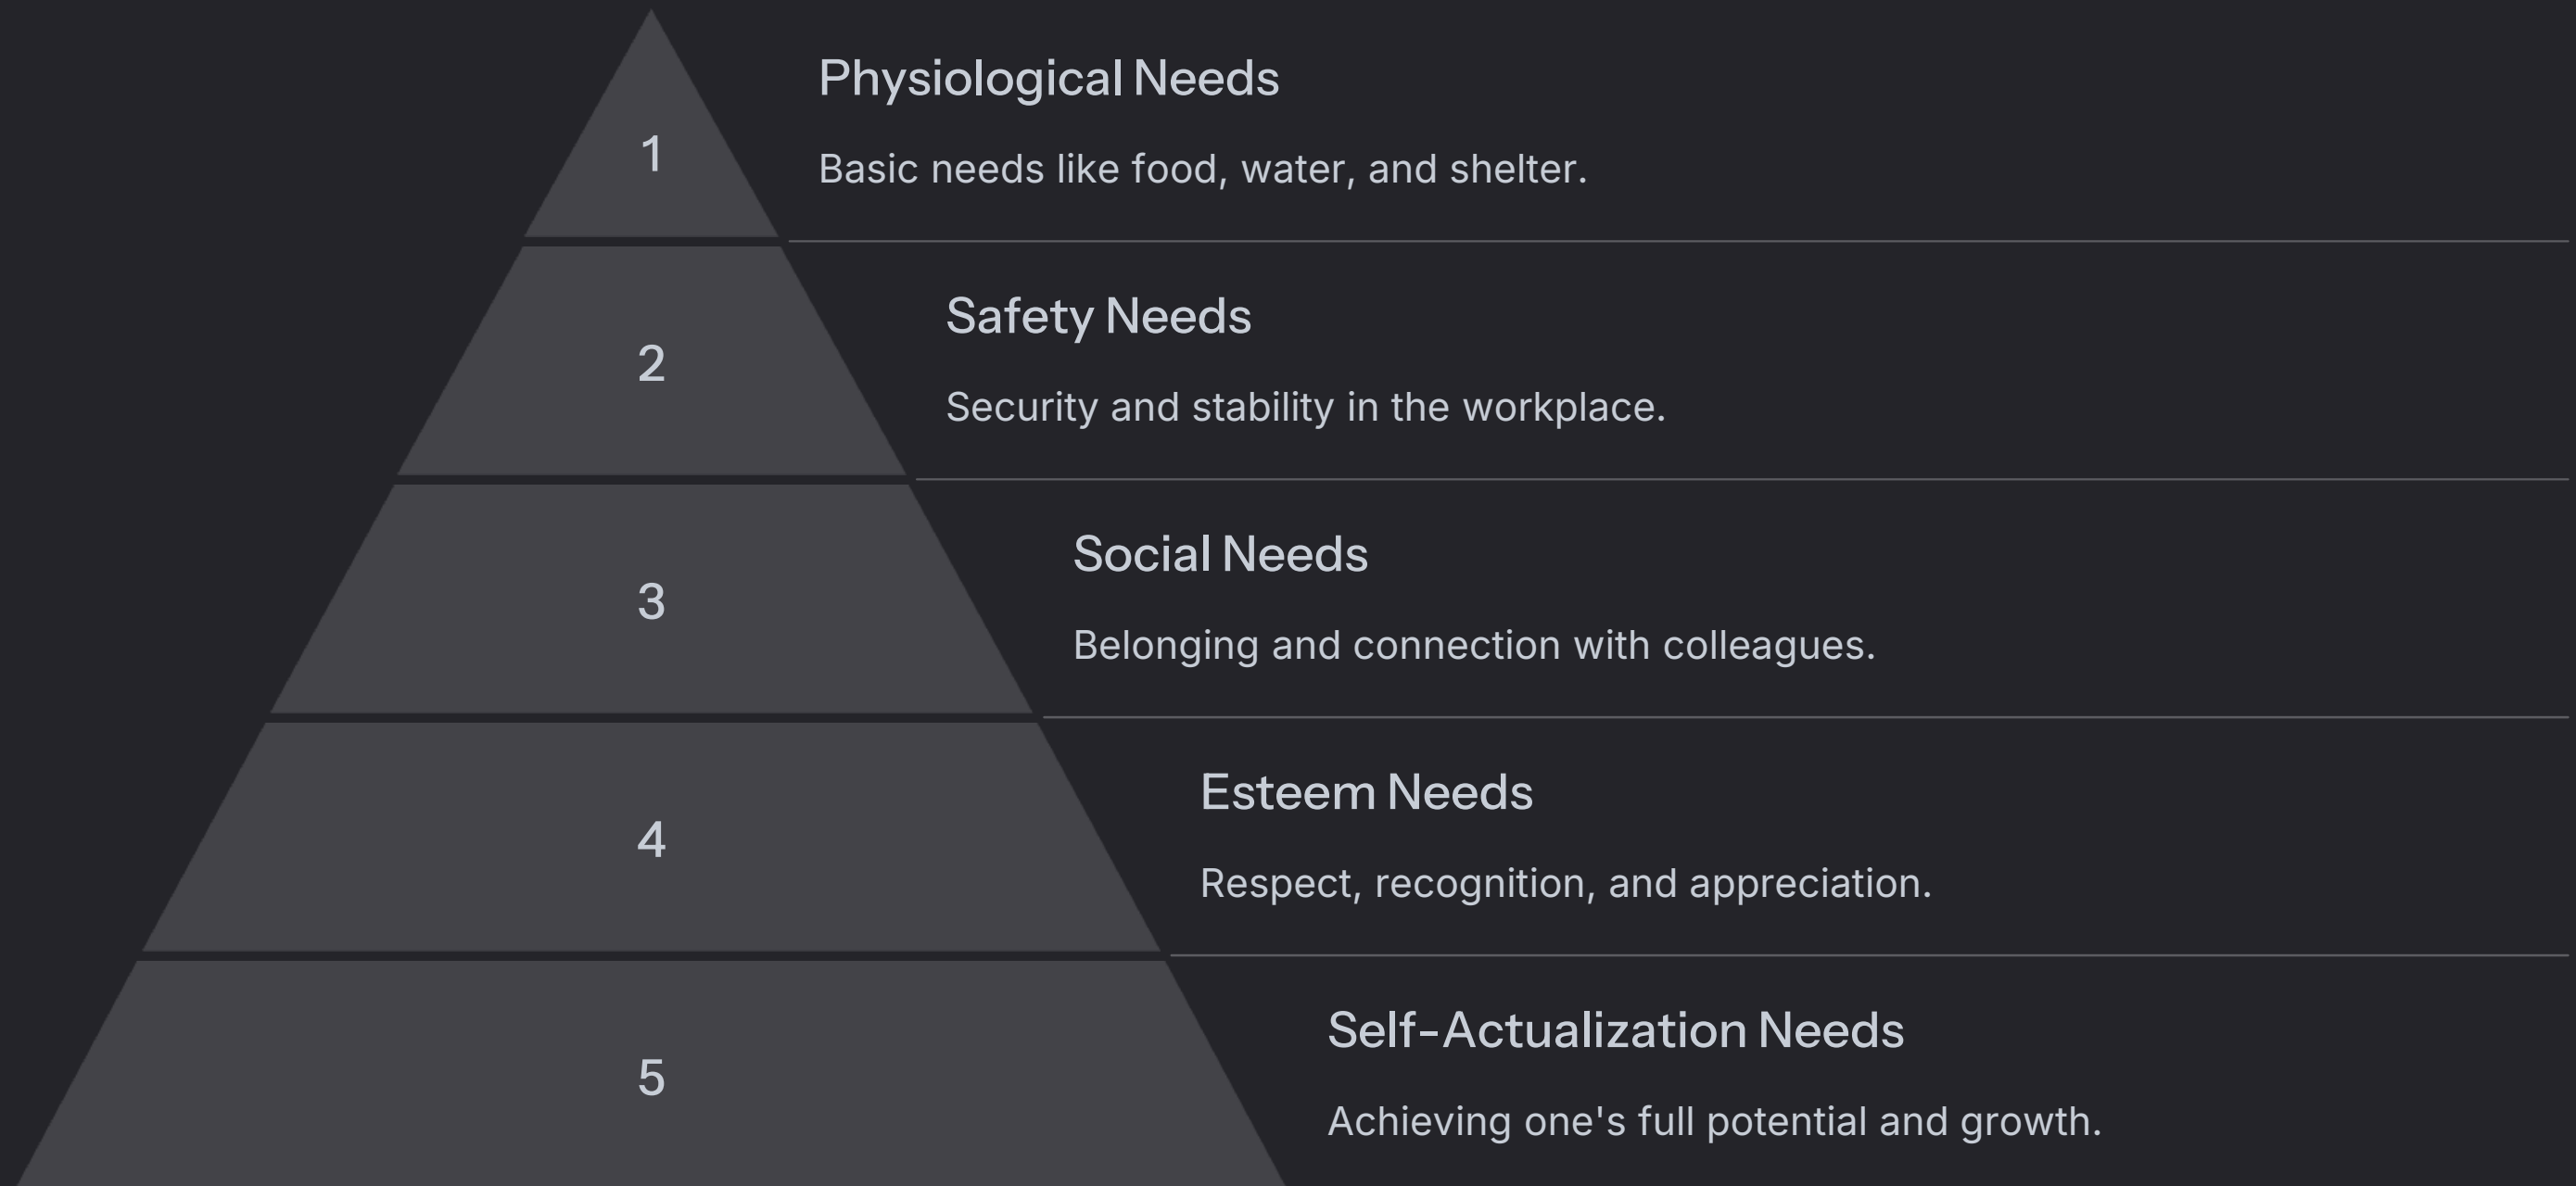 1
Physiological Needs
Basic needs like food, water, and shelter.
2
Safety Needs
Security and stability in the workplace.
3
Social Needs
Belonging and connection with colleagues.
4
Esteem Needs
Respect, recognition, and appreciation.
5
Self-Actualization Needs
Achieving one's full potential and growth.